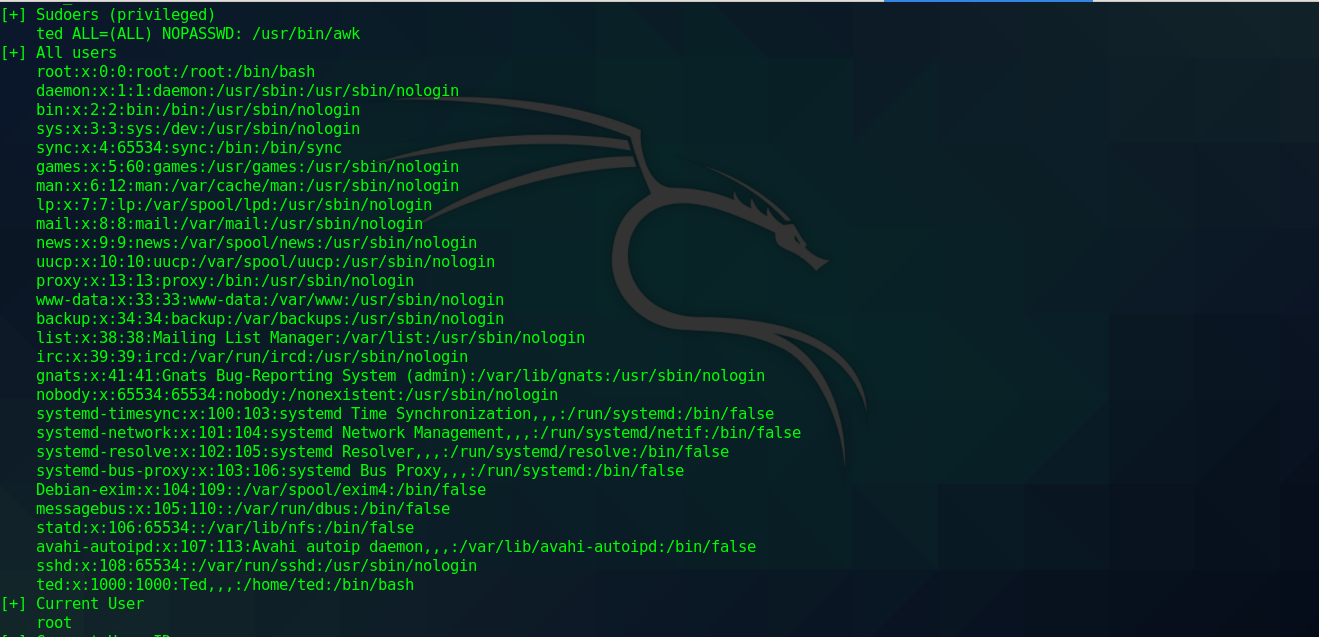 [+] Sudoers (privileged)
ted ALL=(ALL) NOPASSWD: /usr/bin/awk
[+] All users
root:x:0:0:root:/root:/bin/bash
daemon:x:1:1:daemon:/usr/sbin:/usr/sbin/nologin
bin:x:2:2:bin:/bin:/usr/sbin/nologin
sys:x:3:3:sys:/dev:/usr/sbin/nologin
sync:x:4:65534:sync:/bin:/bin/sync
games:x:5:60:games:/usr/games:/usr/sbin/nologin
man:x:6:12:man:/var/cache/man:/usr/sbin/nologin
lp:x:7:7:lp:/var/spool/lpd:/usr/sbin/nologin
mail:x:8:8:mail:/var/mail:/usr/sbin/nologin
news:x:9:9:news:/var/spool/news:/usr/sbin/nologin
uucp:x:10:10:uucp:/var/spool/uucp:/usr/sbin/nologin
proxy:x:13:13:proxy:/bin:/usr/sbin/nologin
www-data:x:33:33:www-data:/var/www:/usr/sbin/nologin
backup:x:34:34:backup:/var/backups:/usr/sbin/nologin
list:x:38:38:Mailing List Manager:/var/list:/usr/sbin/nologin
irc:x:39:39:ircd:/var/run/ircd:/usr/sbin/nologin
gnats:x:41:41:Gnats Bug-Reporting System (admin):/var/lib/gnats:/usr/sbin/nologin
nobody:x:65534:65534:nobody:/nonexistent:/usr/sbin/nologin
systemd-timesync:x:100:103:systemd Time Synchronization,,,:/run/systemd:/bin/false
systemd-network:x:101:104:systemd Network Management,,,:/run/systemd/netif:/bin/false
systemd-resolve:x:102:105:systemd Resolver,,,:/run/systemd/resolve:/bin/false
systemd-bus-proxy:x:103:106:systemd Bus Proxy,,,:/run/systemd:/bin/false
Debian-exim:x:104:109::/var/spool/exim4:/bin/false
messagebus:x:105:110::/var/run/dbus:/bin/false
statd:x:106:65534::/var/lib/nfs:/bin/false
avahi-autoipd:x:107:113:Avahi autoip daemon,,,:/var/lib/avahi-autoipd:/bin/false
sshd:x:108:65534::/var/run/sshd:/usr/sbin/nologin
ted:x:1000:1000:Ted,,,:/home/ted:/bin/bash
[+] Current User
root